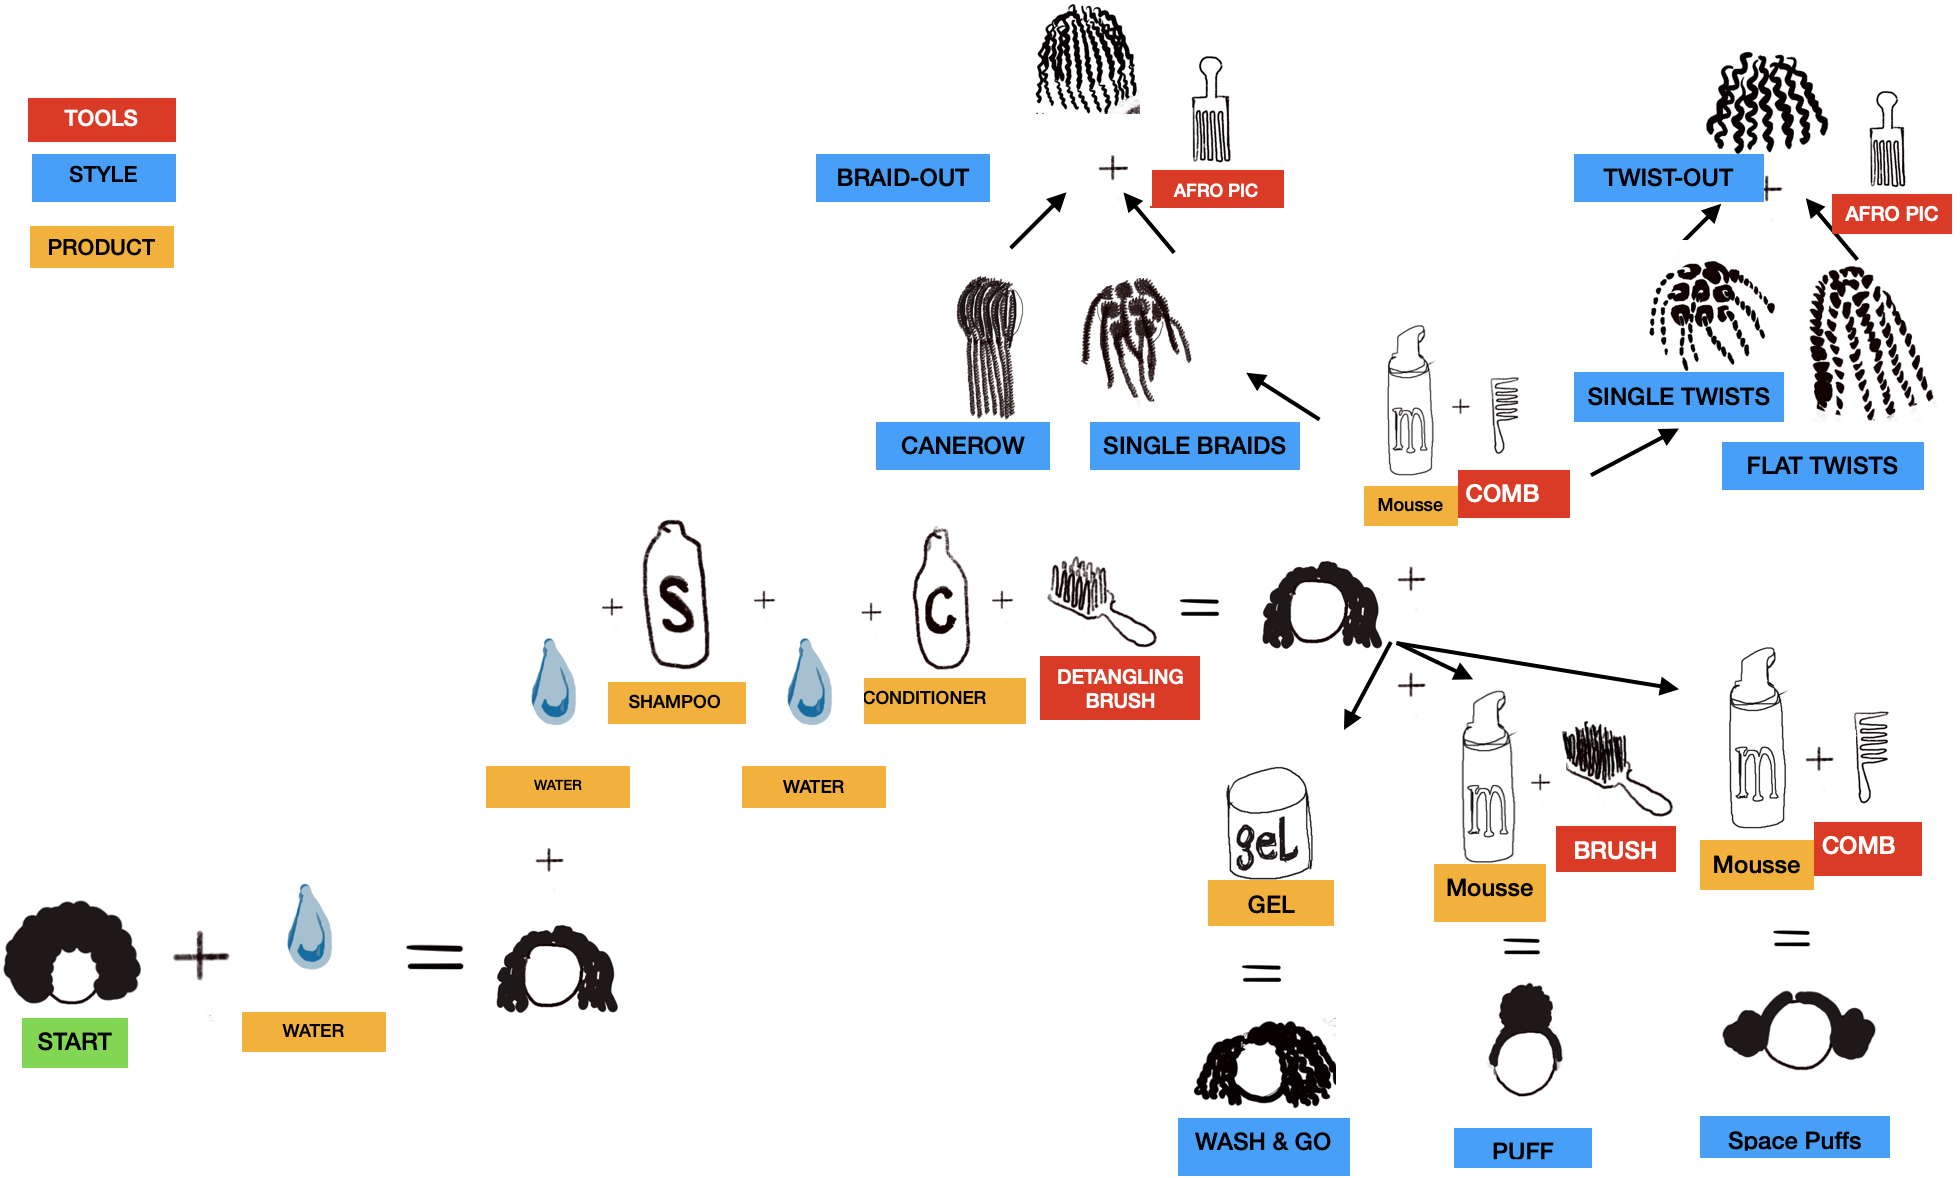 TOOLS
STYLE
PRODUCT
BRAID-OUT
AFRO PIC
TWIST-OUT
AFRO PIC
CANEROW
SINGLE BRAIDS
m
Mousse
COMB
SINGLE TWISTS
FLAT TWISTS
S
C
WATER
SHAMPOO
WATER
CONDITIONER
DETANGLING
BRUSH
START
WATER
gel
GEL
m
Mousse
BRUSH
m
Mousse
COMB
WASH & GO
PUFF
Space Puffs